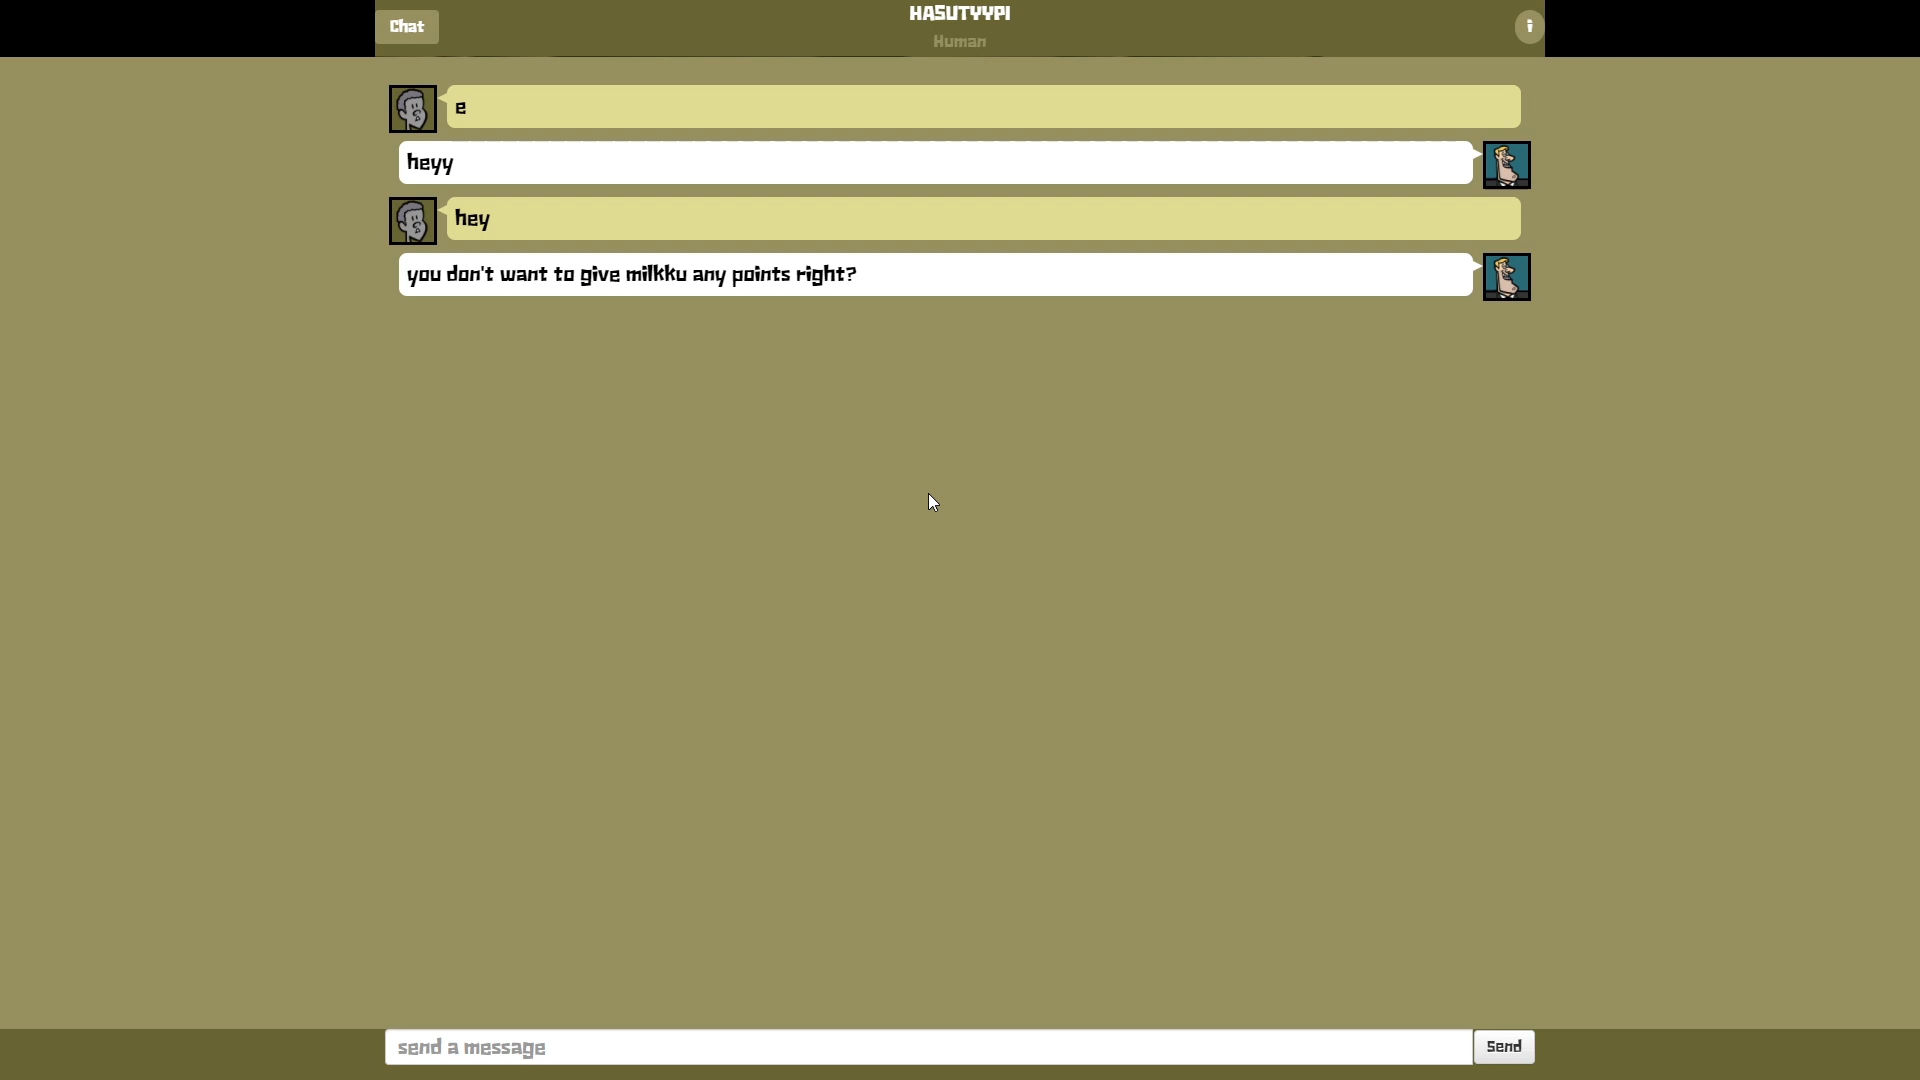 Chat
HASUTYYPI
Human
i
e
heyy
hey
you don't want to give milkku any points right?
send a message
Send